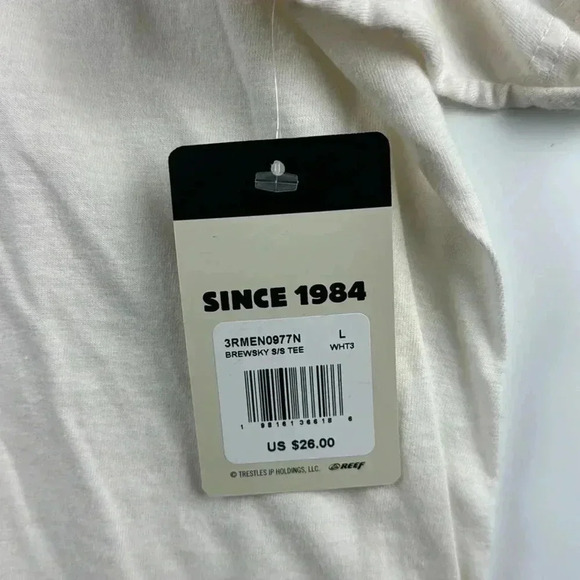 SINCE 1984
3RMEN0977N L
BREWSKY S/S TEE WHT3
US $26.00
© TRESTLES IP HOLDINGS, LLC. REEF